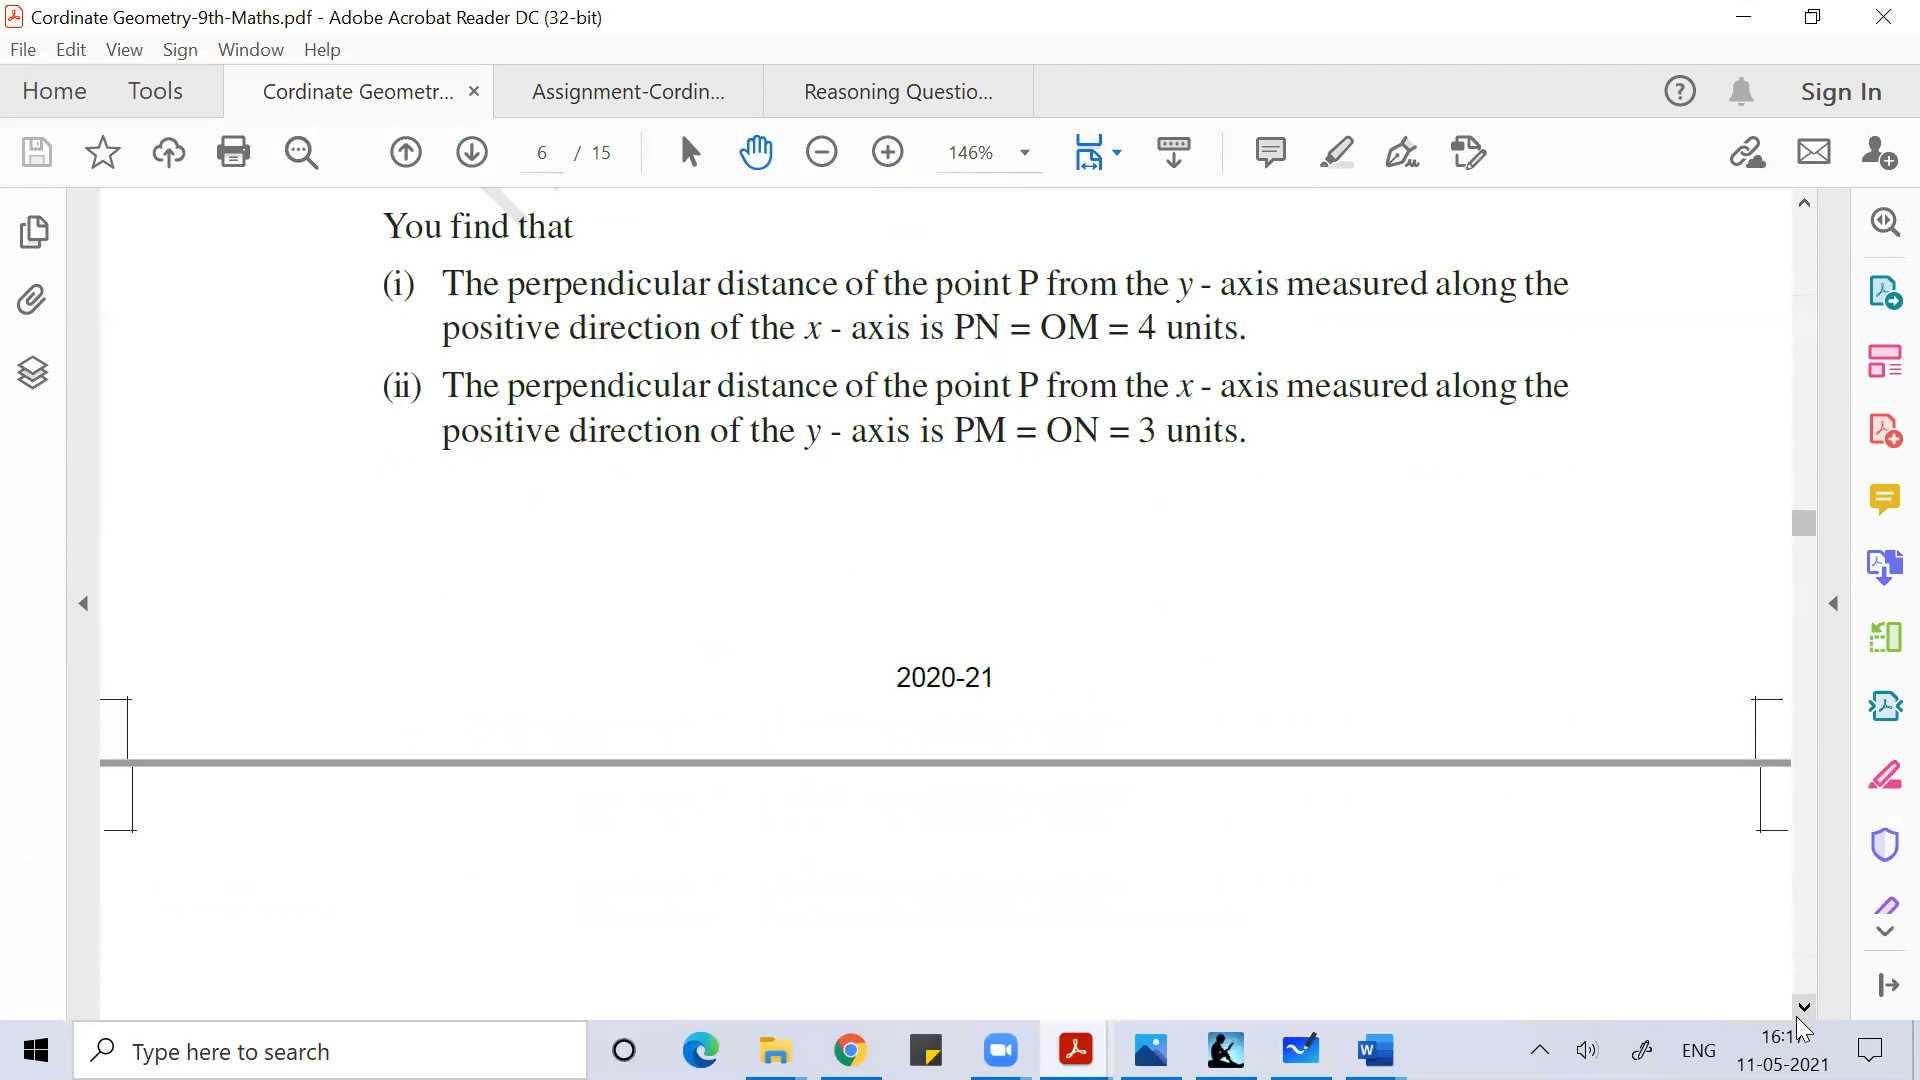 Cordinate Geometry-9th-Maths.pdf - Adobe Acrobat Reader DC (32-bit)
File Edit View Sign Window Help
Home Tools Cordinate Geometr... × Assignment-Cordin... Reasoning Questio... Sign In
6 / 15 146%
You find that
(i) The perpendicular distance of the point P from the y - axis measured along the
positive direction of the x - axis is PN = OM = 4 units.
(ii) The perpendicular distance of the point P from the x - axis measured along the
positive direction of the y - axis is PM = ON = 3 units.
2020-21
Type here to search
ENG
11-05-2021